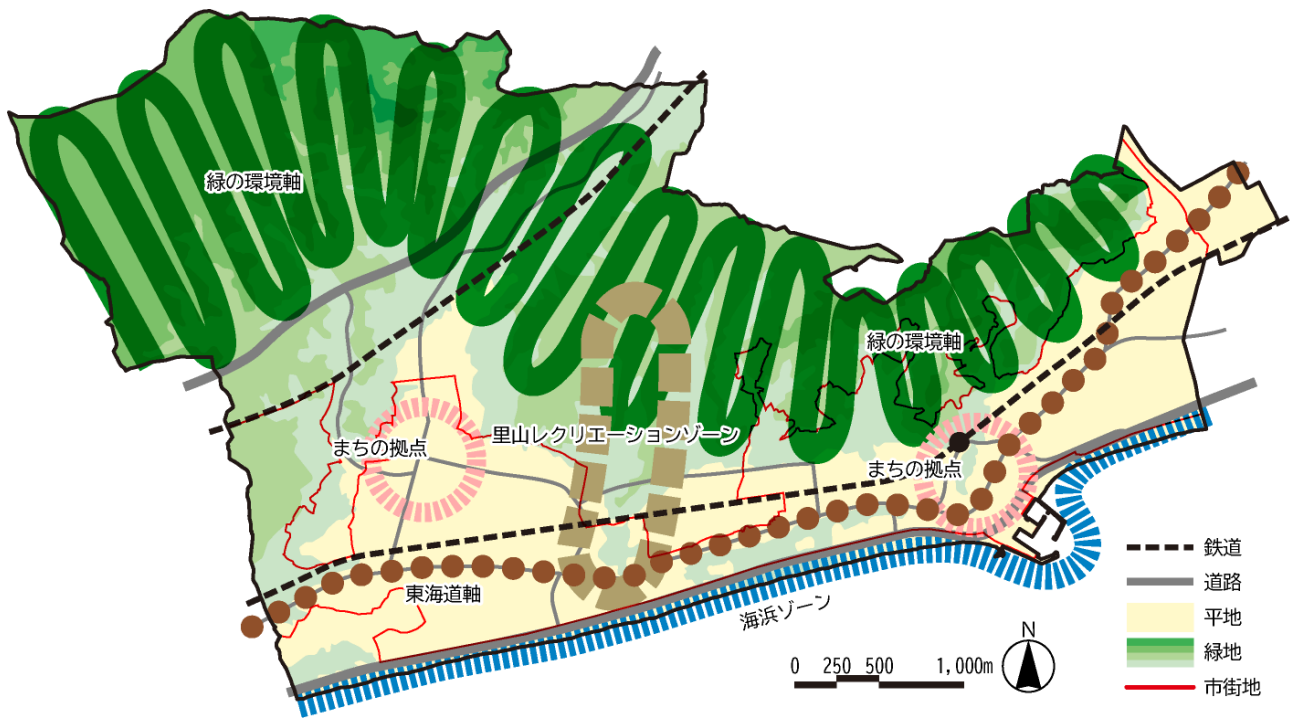 緑の環境軸
緑の環境軸
里山レクリエーションゾーン
まちの拠点
まちの拠点
東海道軸
海浜ゾーン
鉄道
道路
平地
緑地
市街地
N
0 250 500 1,000m